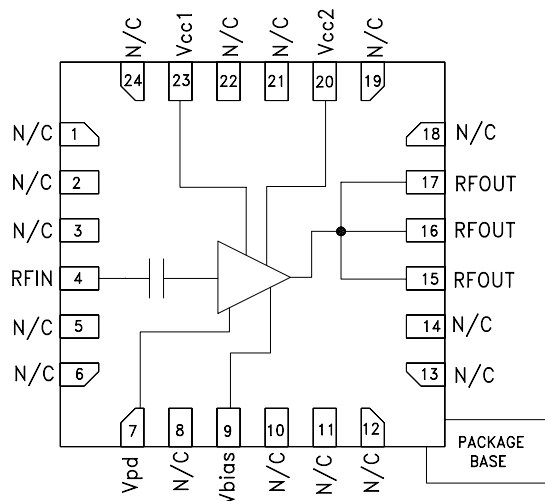 N/C
Vcc1
N/C
N/C
Vcc2
N/C
24
23
22
21
20
19
N/C
1
18
N/C
N/C
2
17
RFOUT
N/C
3
16
RFOUT
RFIN
4
15
RFOUT
N/C
5
14
N/C
N/C
6
13
N/C
7
8
9
10
11
12
Vpd
N/C
Vbias
N/C
N/C
N/C
PACKAGE
BASE